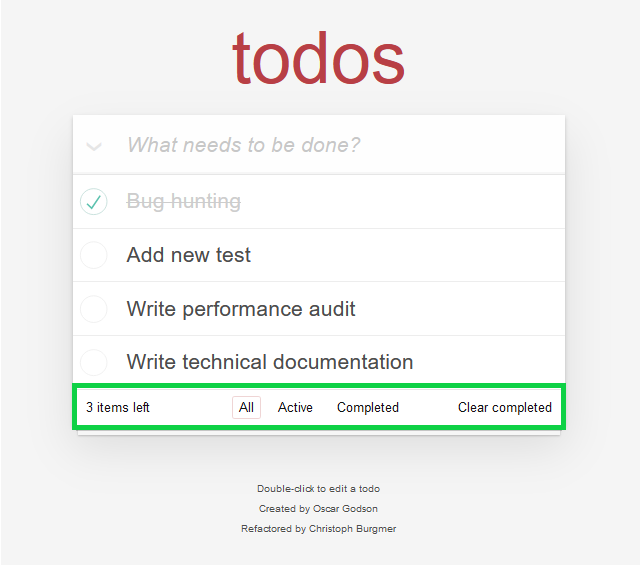 todos
What needs to be done?
Bug hunting
Add new test
Write performance audit
Write technical documentation
3 items left All Active Completed Clear completed
Double-click to edit a todo
Created by Oscar Godson
Refactored by Christoph Burgmer